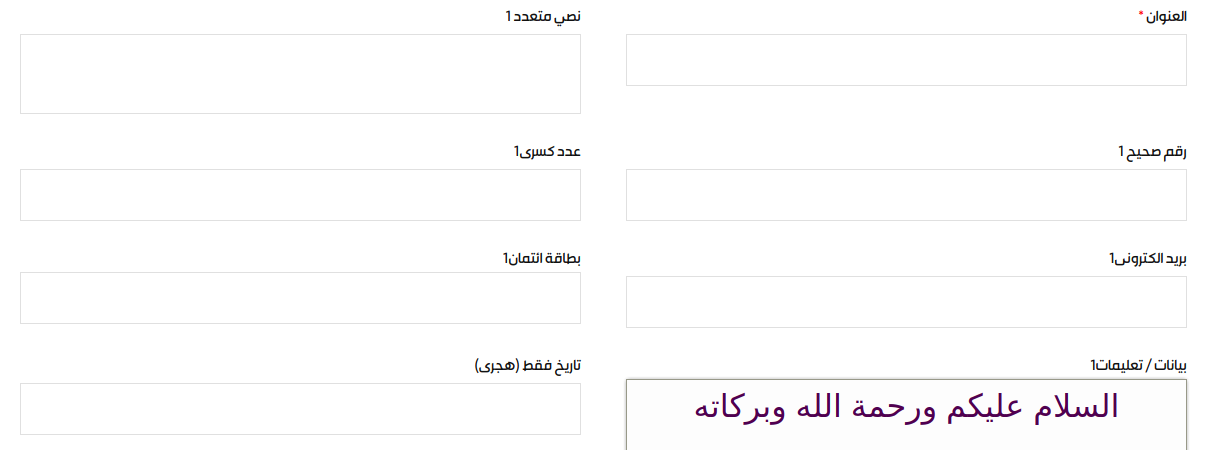 العنوان *
نصي متعدد 1
رقم صحيح 1
عدد كسرى1
بريد الكترونى1
بطاقة ائتمان1
بيانات / تعليمات1
تاريخ فقط (هجرى)
السلام عليكم ورحمة الله وبركاته